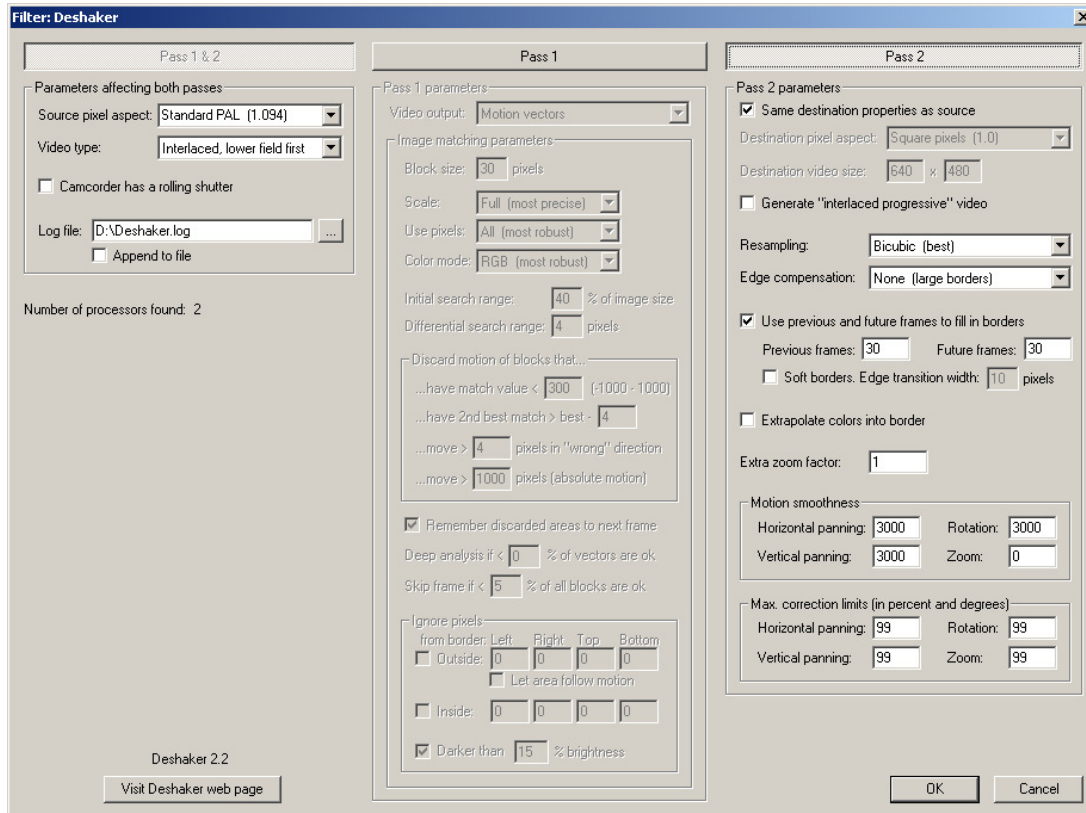 Filter: Deshaker
Pass 1 & 2
Parameters affecting both passes
Source pixel aspect: Standard PAL (1.094)
Video type: Interlaced, lower field first
Camcorder has a rolling shutter
Log file: D:\Deshaker.log ...
Append to file
Number of processors found: 2
Deshaker 2.2
Visit Deshaker web page
Pass 1
Pass 1 parameters
Video output: Motion vectors
Image matching parameters
Block size: 30 pixels
Scale: Full (most precise)
Use pixels: All (most robust)
Color mode: RGB (most robust)
Initial search range: 40 % of image size
Differential search range: 4 pixels
Discard motion of blocks that...
...have match value < 300 (-1000 - 1000)
...have 2nd best match > best - 4
...move > 4 pixels in "wrong" direction
...move > 1000 pixels (absolute motion)
Remember discarded areas to next frame
Deep analysis if < 0 % of vectors are ok
Skip frame if < 5 % of all blocks are ok
Ignore pixels
from border: Left Right Top Bottom
Outside: 0 0 0 0
Let area follow motion
Inside: 0 0 0 0
Darker than 15 % brightness
Pass 2
Pass 2 parameters
Same destination properties as source
Destination pixel aspect: Square pixels (1.0)
Destination video size: 640 x 480
Generate "interlaced progressive" video
Resampling: Bicubic (best)
Edge compensation: None (large borders)
Use previous and future frames to fill in borders
Previous frames: 30 Future frames: 30
Soft borders. Edge transition width: 10 pixels
Extrapolate colors into border
Extra zoom factor: 1
Motion smoothness
Horizontal panning: 3000 Rotation: 3000
Vertical panning: 3000 Zoom: 0
Max. correction limits (in percent and degrees)
Horizontal panning: 99 Rotation: 99
Vertical panning: 99 Zoom: 99
OK Cancel